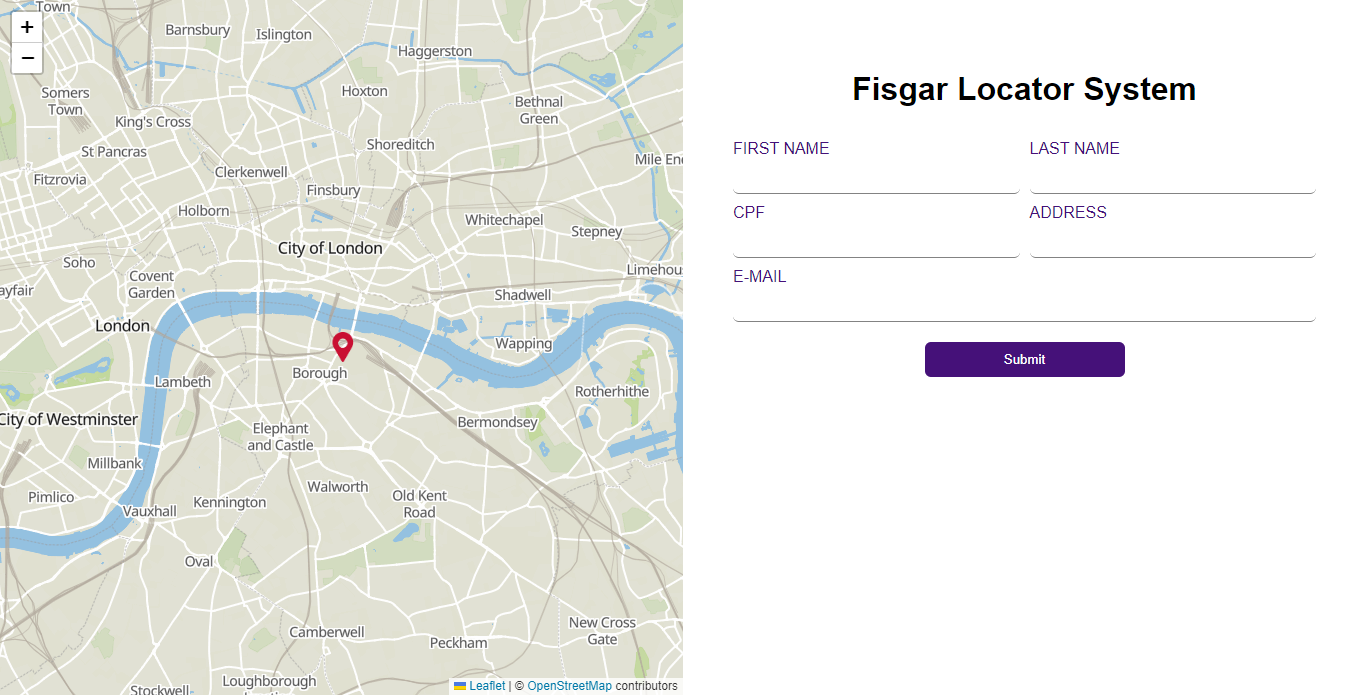 Town
+
−
Barnsbury
Islington
Haggerston
Hoxton
Somers
Town
Bethnal
Green
King's Cross
St Pancras
Shoreditch
Mile End
Fitzrovia
Clerkenwell
Finsbury
Holborn
Whitechapel
Stepney
City of London
Soho
Covent
Garden
Limehou
ayfair
Shadwell
London
Wapping
Borough
Lambeth
Rotherhithe
City of Westminster
Elephant
and Castle
Bermondsey
Millbank
Pimlico
Walworth
Old Kent
Road
Kennington
Vauxhall
Oval
Camberwell
Peckham
New Cross
Gate
Loughborough
Stockwell
Leaflet | © OpenStreetMap contributors
Fisgar Locator System
FIRST NAME
LAST NAME
CPF
ADDRESS
E-MAIL
Submit